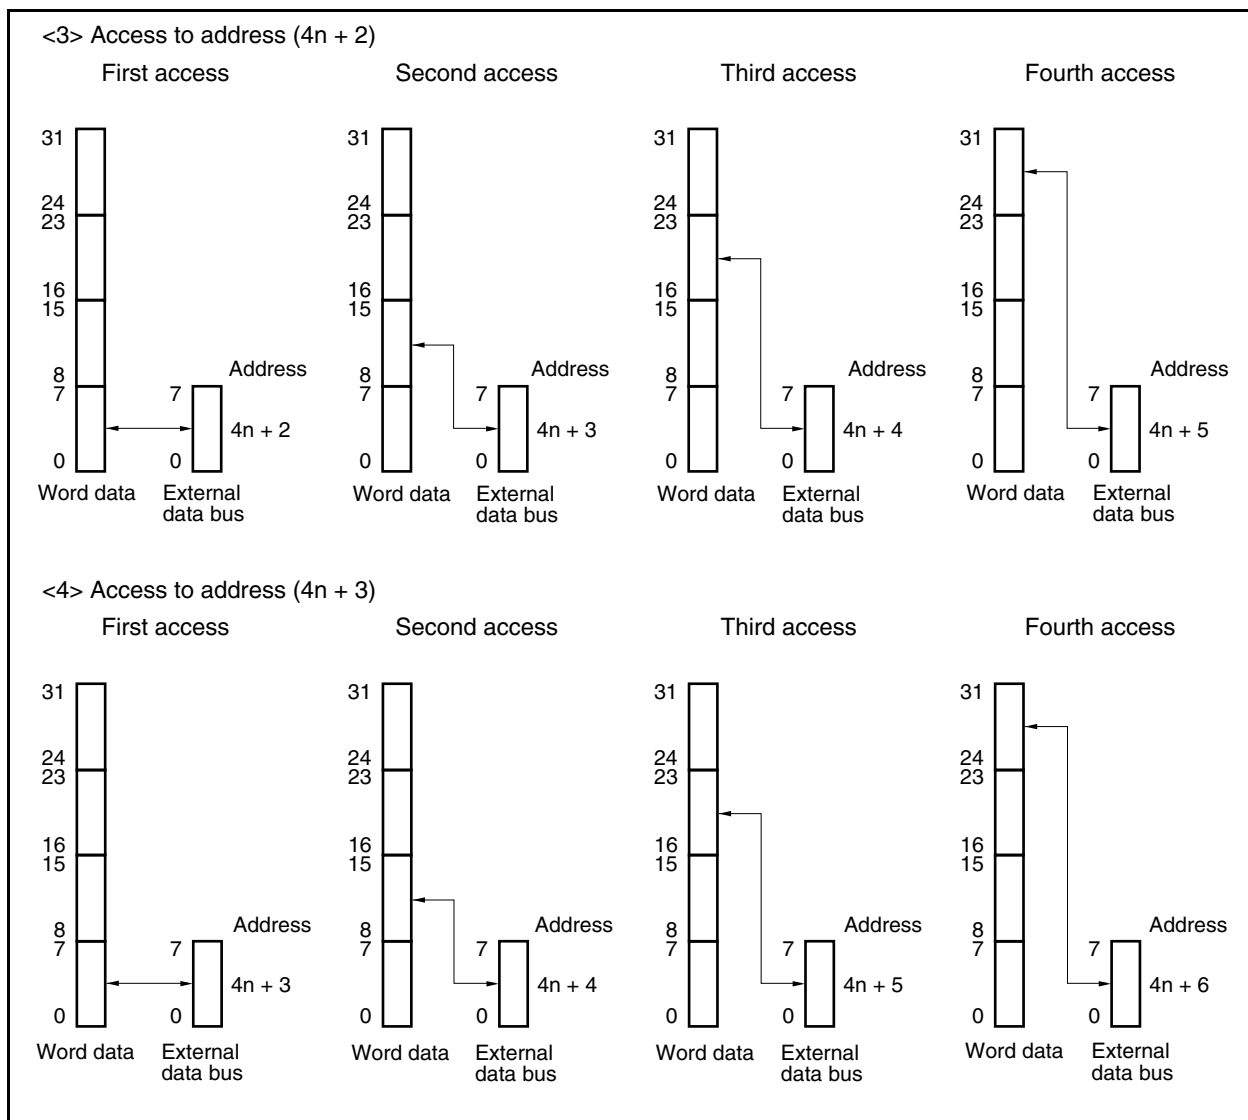 <3> Access to address (4n + 2)
First access
Second access
Third access
Fourth access
31
24
23
16
15
8
7
0
Address
7
4n + 2
0
Word data
External
data bus
31
24
23
16
15
8
7
0
Address
7
4n + 3
0
Word data
External
data bus
31
24
23
16
15
8
7
0
Address
7
4n + 4
0
Word data
External
data bus
31
24
23
16
15
8
7
0
Address
7
4n + 5
0
Word data
External
data bus
<4> Access to address (4n + 3)
First access
Second access
Third access
Fourth access
31
24
23
16
15
8
7
0
Address
7
4n + 3
0
Word data
External
data bus
31
24
23
16
15
8
7
0
Address
7
4n + 4
0
Word data
External
data bus
31
24
23
16
15
8
7
0
Address
7
4n + 5
0
Word data
External
data bus
31
24
23
16
15
8
7
0
Address
7
4n + 6
0
Word data
External
data bus